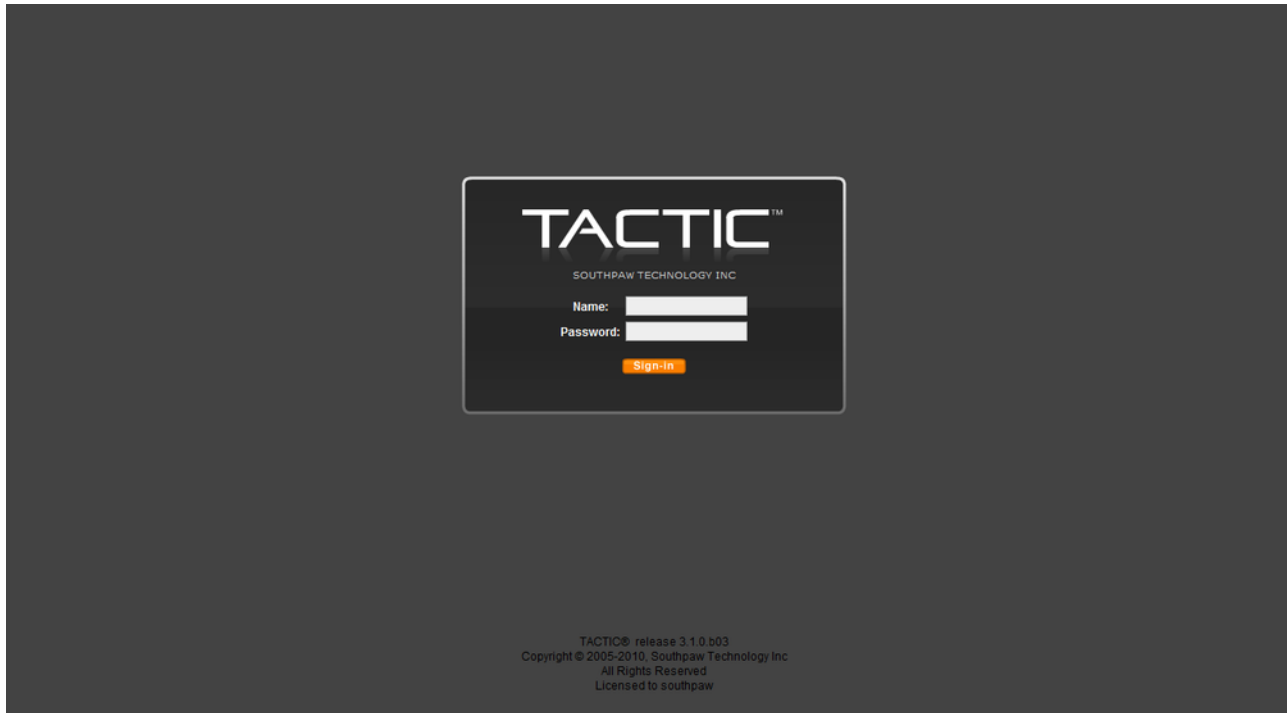 TACTIC™
SOUTHPAW TECHNOLOGY INC
Name:
Password:
Sign-in
TACTIC® release 3.1.0.b03
Copyright © 2005-2010, Southpaw Technology Inc
All Rights Reserved
Licensed to southpaw